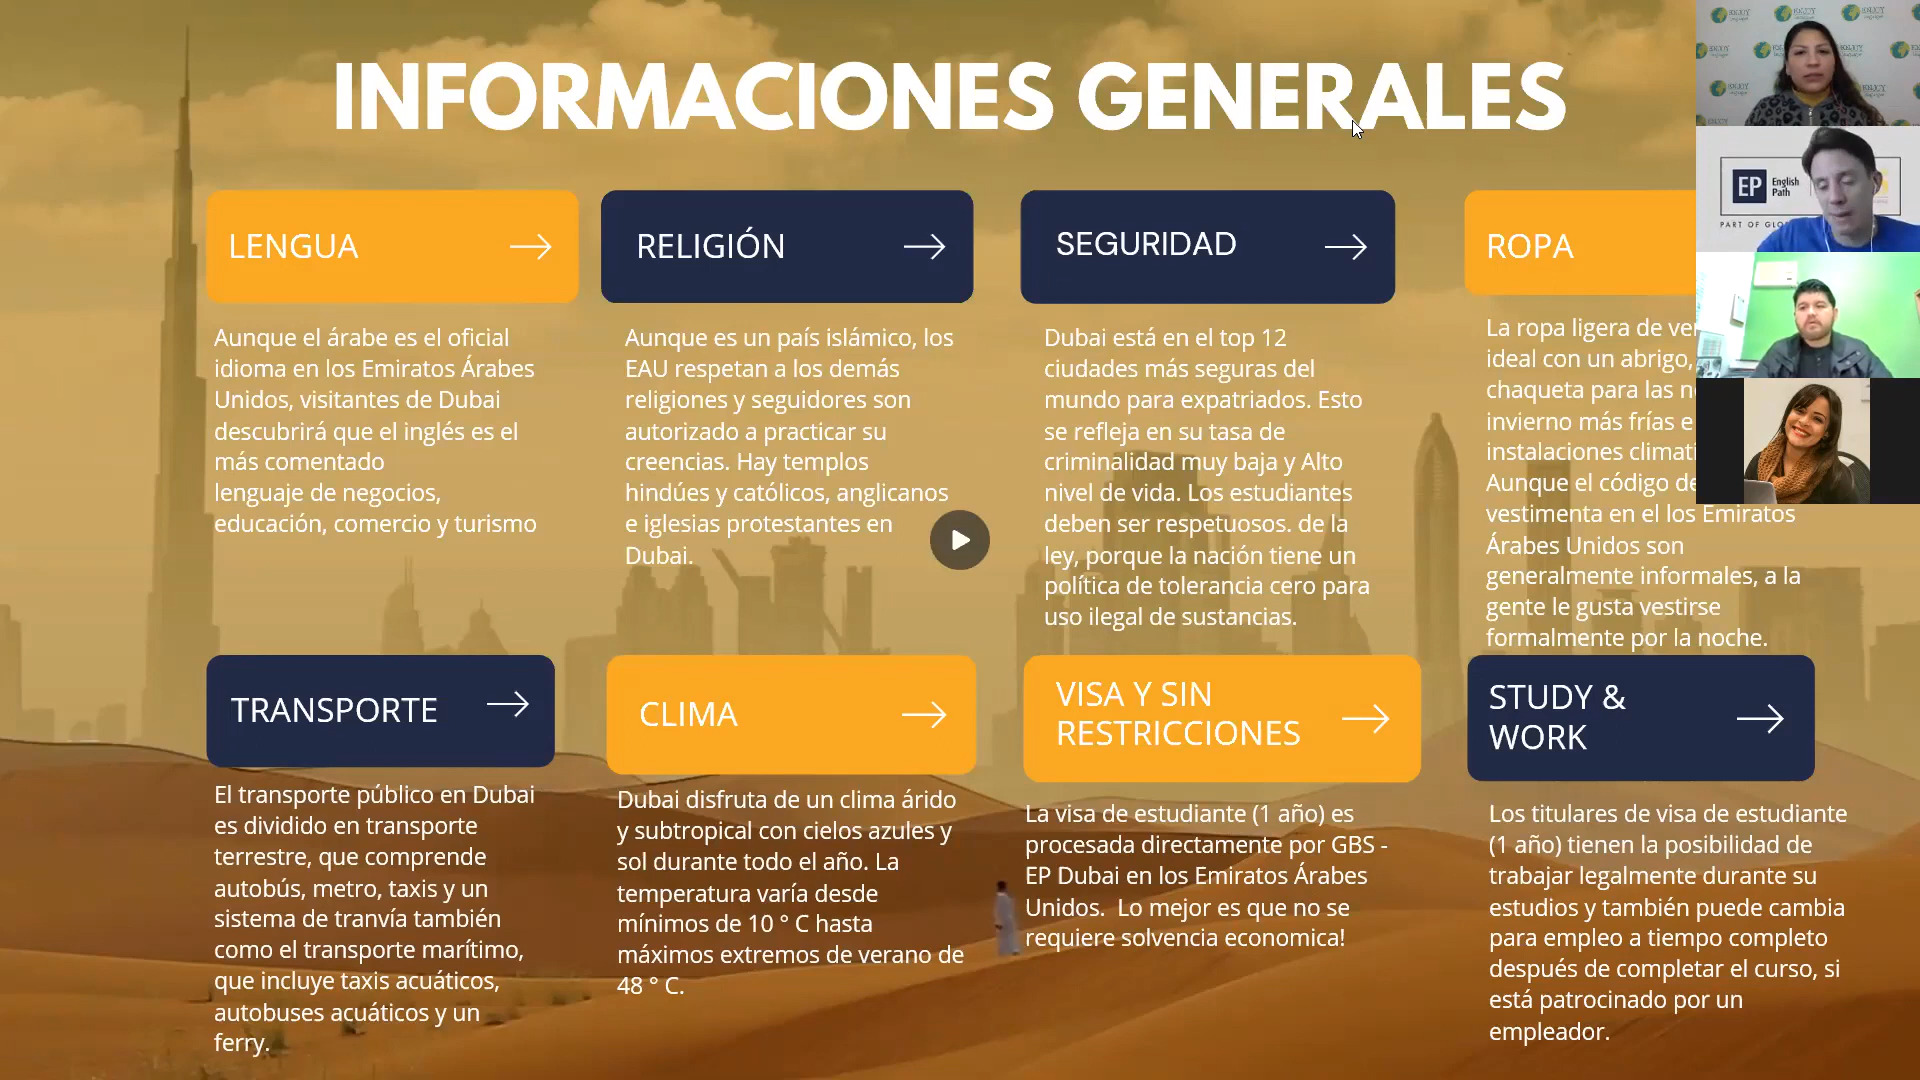 INFORMACIONES GENERALES
LENGUA
Aunque el árabe es el oficial
idioma en los Emiratos Árabes
Unidos, visitantes de Dubai
descubrirá que el inglés es el
más comentado
lenguaje de negocios,
educación, comercio y turismo
RELIGIÓN
Aunque es un país islámico, los
EAU respetan a los demás
religiones y seguidores son
autorizado a practicar su
creencias. Hay templos
hindúes y católicos, anglicanos
e iglesias protestantes en
Dubai.
SEGURIDAD
Dubai está en el top 12
ciudades más seguras del
mundo para expatriados. Esto
se refleja en su tasa de
criminalidad muy baja y Alto
nivel de vida. Los estudiantes
deben ser respetuosos. de la
ley, porque la nación tiene un
política de tolerancia cero para
uso ilegal de sustancias.
ROPA
La ropa ligera de
ideal con un abrigo,
chaqueta para las
invierno más frías e
instalaciones
Aunque el código de
vestimenta en el los Emiratos
Árabes Unidos son
generalmente informales, a la
gente le gusta vestirse
formalmente por la noche.
TRANSPORTE
El transporte público en Dubai
es dividido en transporte
terrestre, que comprende
autobús, metro, taxis y un
sistema de tranvía también
como el transporte marítimo,
que incluye taxis acuáticos,
autobuses acuáticos y un
ferry.
CLIMA
Dubai disfruta de un clima árido
y subtropical con cielos azules y
sol durante todo el año. La
temperatura varía desde
mínimos de 10 ° C hasta
máximos extremos de verano de
48 ° C.
VISA Y SIN
RESTRICCIONES
La visa de estudiante (1 año) es
procesada directamente por GBS -
EP Dubai en los Emiratos Árabes
Unidos.  Lo mejor es que no se
requiere solvencia economica!
STUDY &
WORK
Los titulares de visa de estudiante
(1 año) tienen la posibilidad de
trabajar legalmente durante su
estudios y también puede cambia
para empleo a tiempo completo
después de completar el curso, si
está patrocinado por un
empleador.
EP English
Path
PART OF